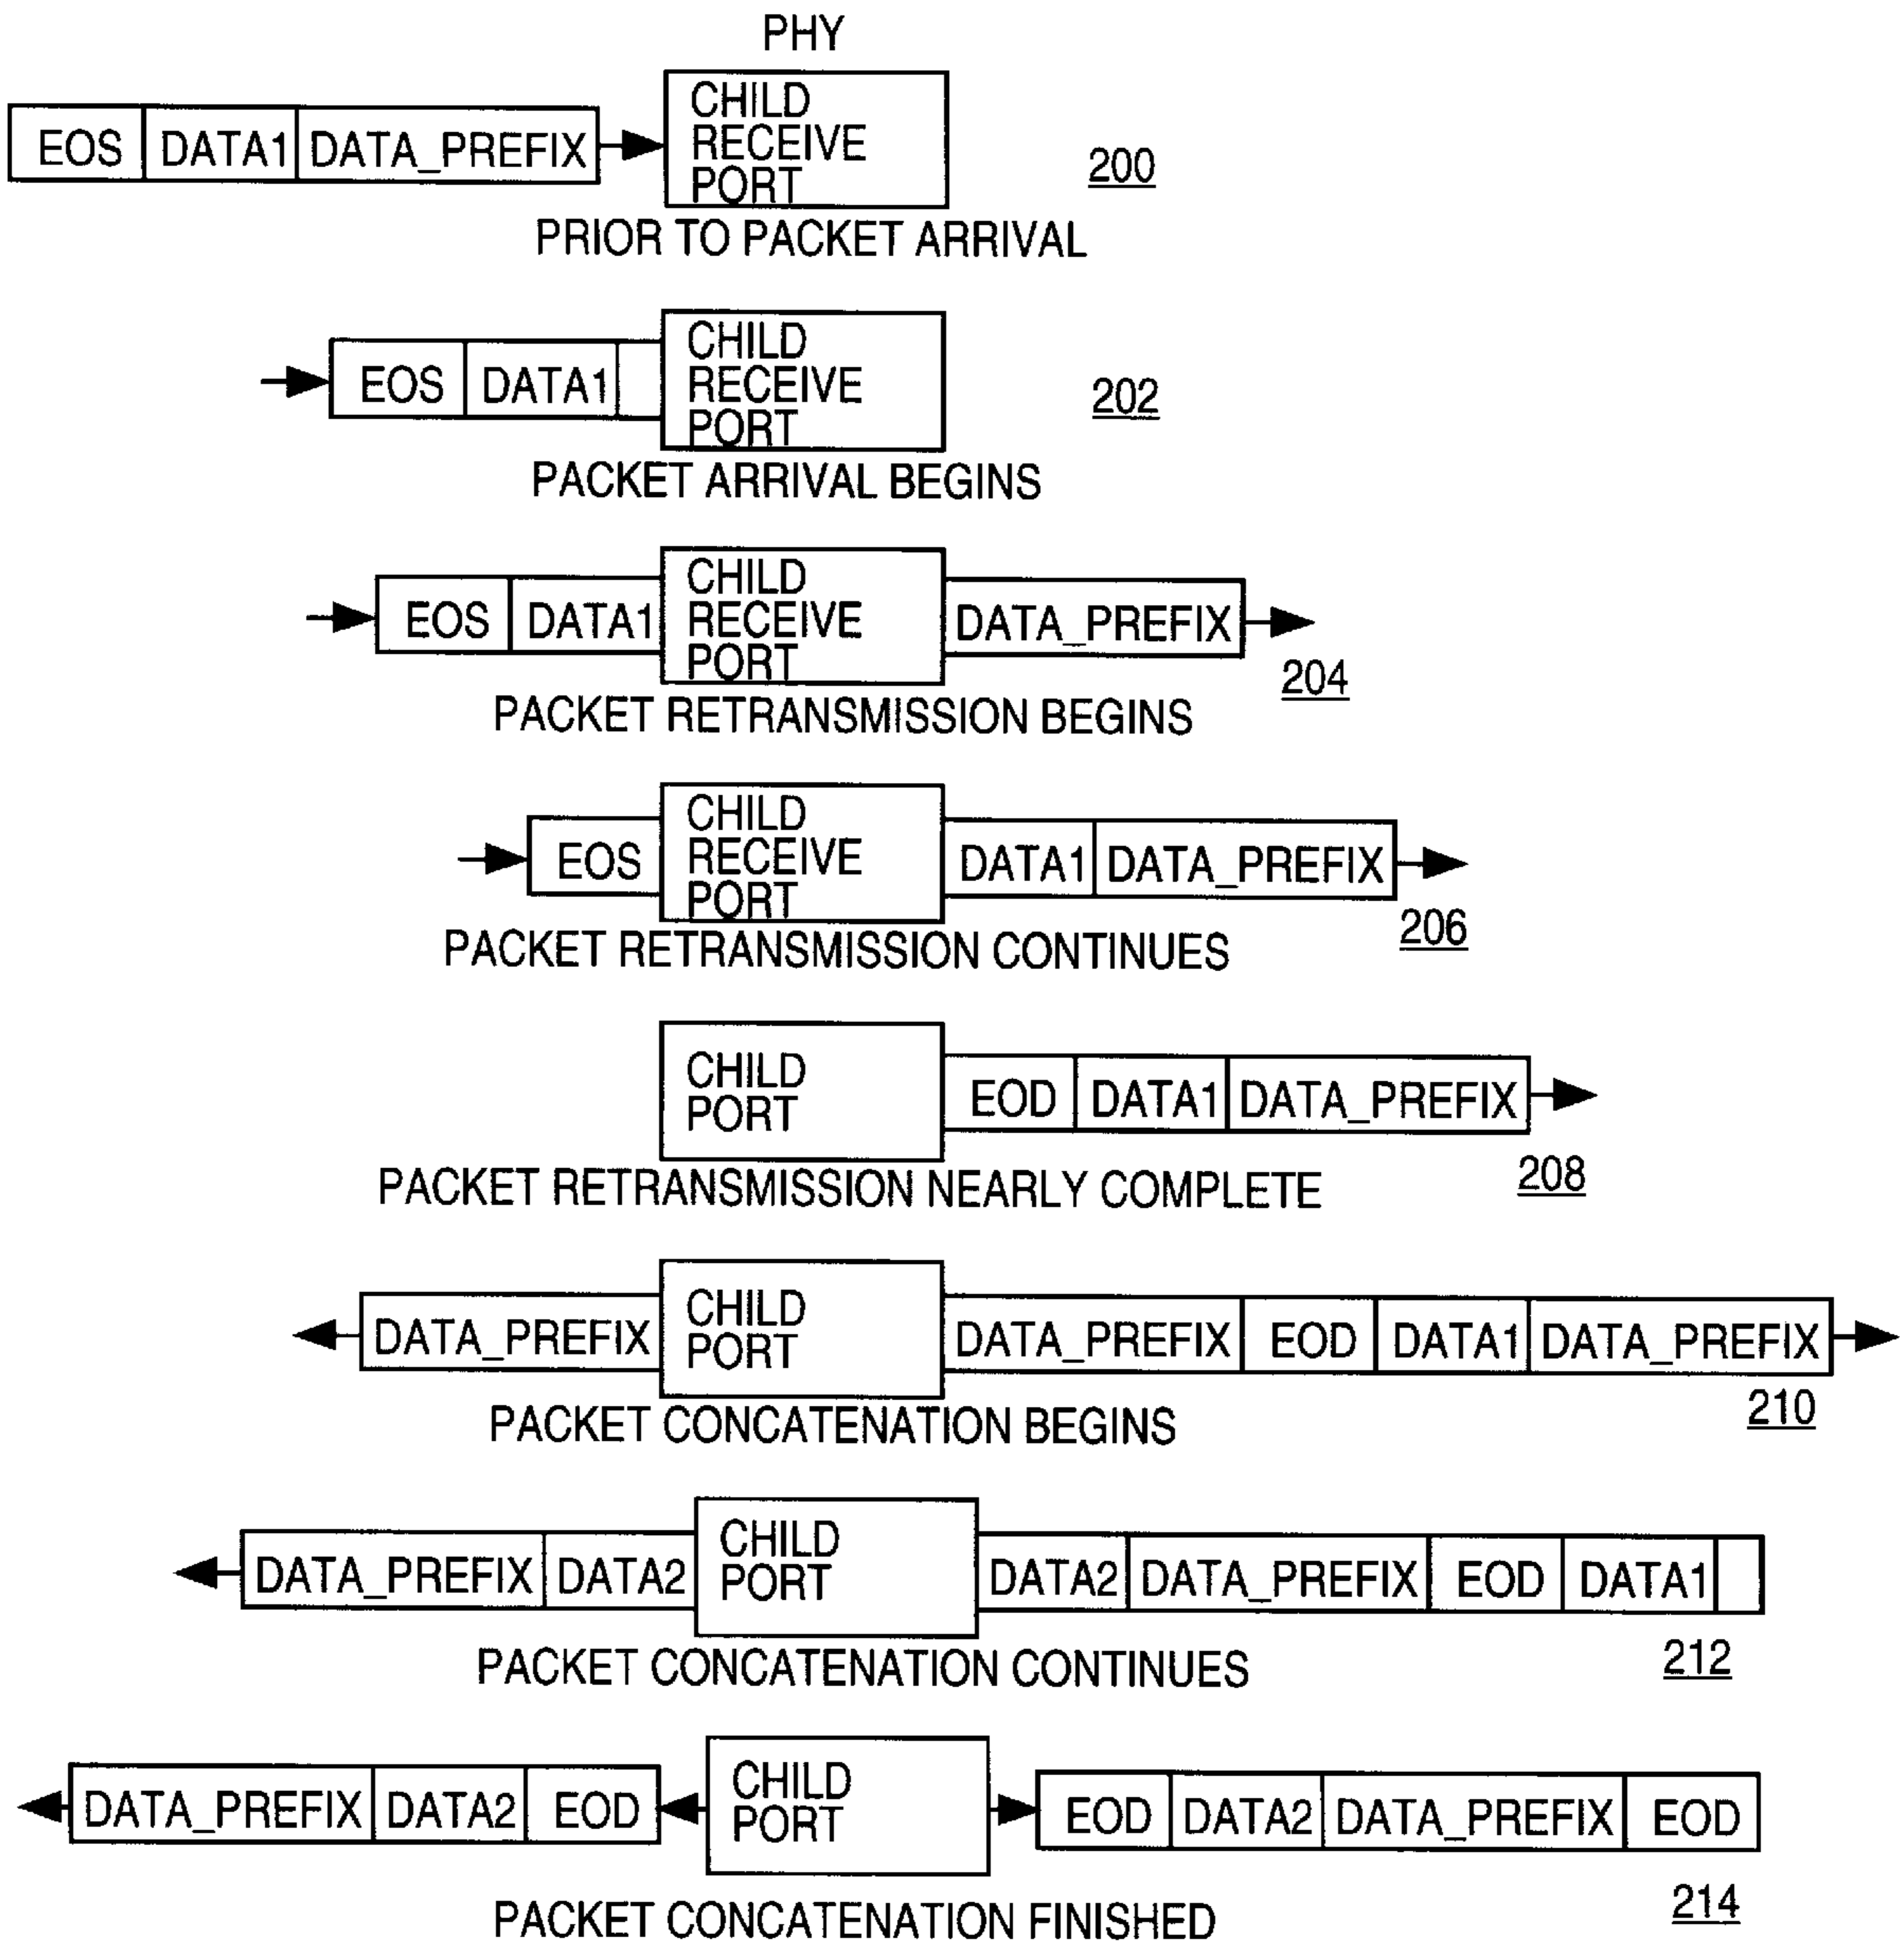 PHY
EOS DATA1 DATA_PREFIX
CHILD
RECEIVE
PORT
200
PRIOR TO PACKET ARRIVAL
EOS DATA1
CHILD
RECEIVE
PORT
202
PACKET ARRIVAL BEGINS
EOS DATA1
CHILD
RECEIVE
PORT
DATA_PREFIX
204
PACKET RETRANSMISSION BEGINS
EOS
CHILD
RECEIVE
PORT
DATA1 DATA_PREFIX
206
PACKET RETRANSMISSION CONTINUES
CHILD
PORT
EOD DATA1 DATA_PREFIX
208
PACKET RETRANSMISSION NEARLY COMPLETE
DATA_PREFIX
CHILD
PORT
DATA_PREFIX EOD DATA1 DATA_PREFIX
210
PACKET CONCATENATION BEGINS
DATA_PREFIX DATA2
CHILD
PORT
DATA2 DATA_PREFIX EOD DATA1
212
PACKET CONCATENATION CONTINUES
DATA_PREFIX DATA2 EOD
CHILD
PORT
EOD DATA2 DATA_PREFIX EOD
214
PACKET CONCATENATION FINISHED